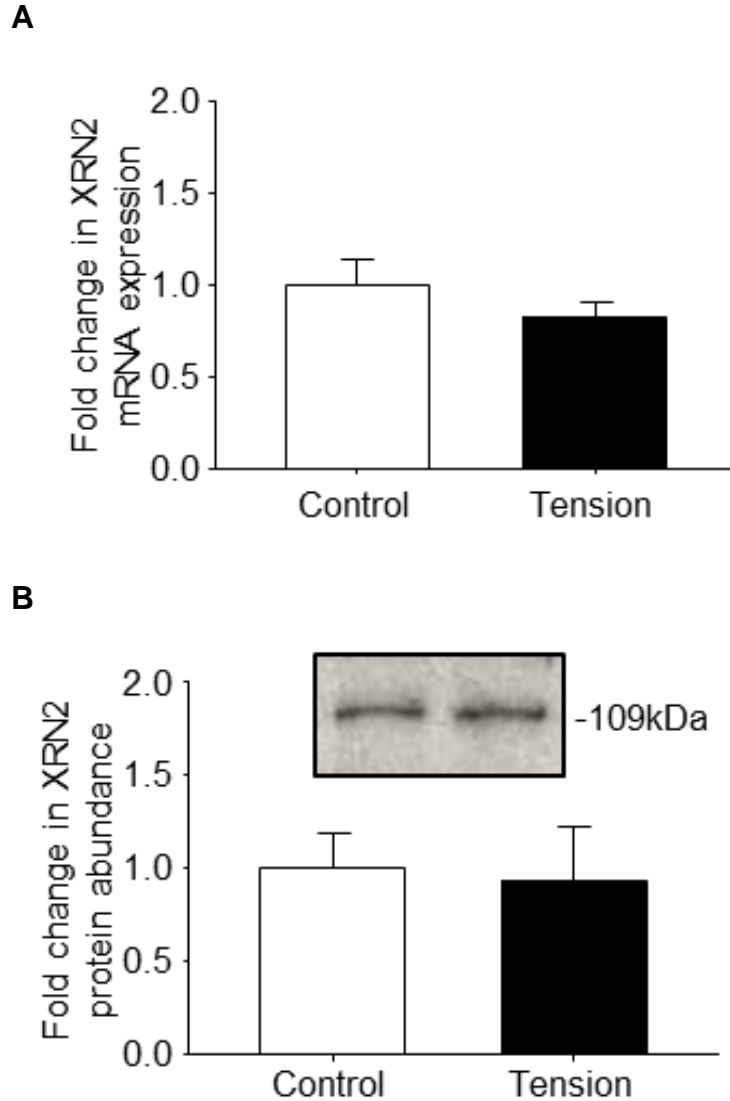 A
Fold change in XRN2
mRNA expression
2.0
1.5
1.0
0.5
0.0
Control
Tension
B
Fold change in XRN2
protein abundance
2.0
1.5
1.0
0.5
0.0
-109kDa
Control
Tension